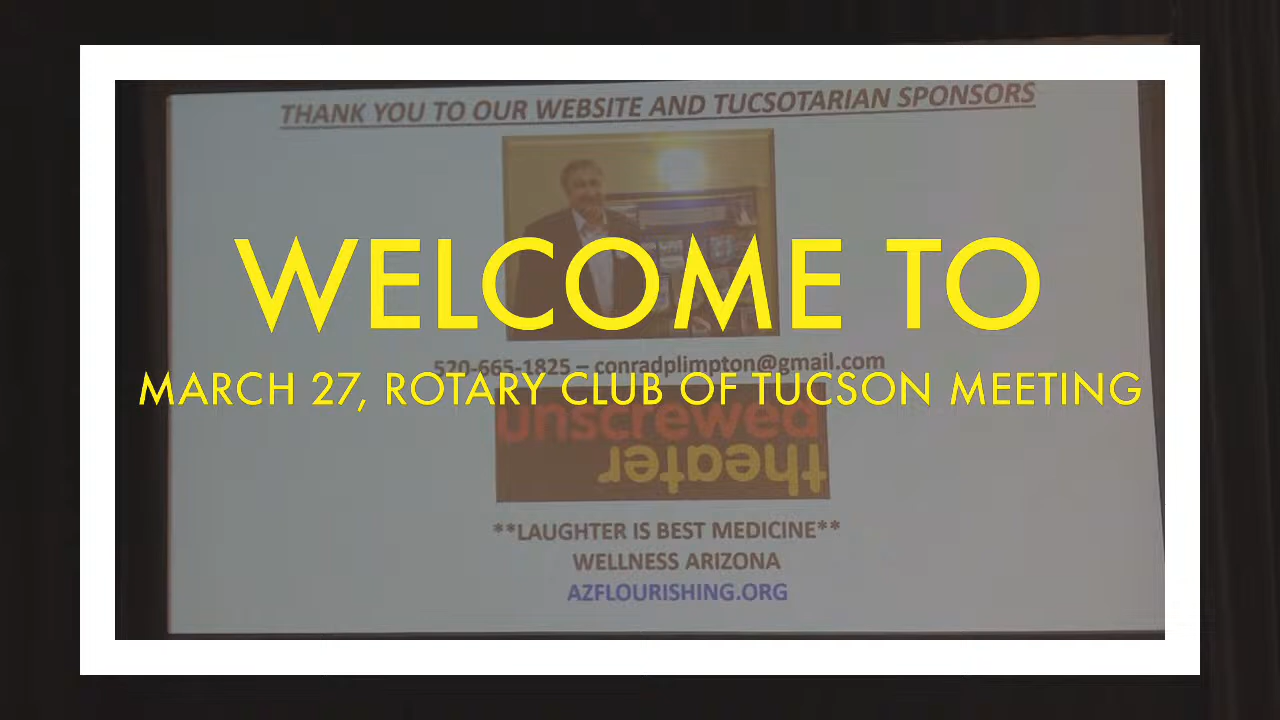 THANK YOU TO OUR WEBSITE AND TUCSOTARIAN SPONSORS
WELCOME TO
520-665-1825 – conradplimpton@gmail.com
MARCH 27, ROTARY CLUB OF TUCSON MEETING
unscrewed
theater
**LAUGHTER IS BEST MEDICINE**
WELLNESS ARIZONA
AZFLOURISHING.ORG